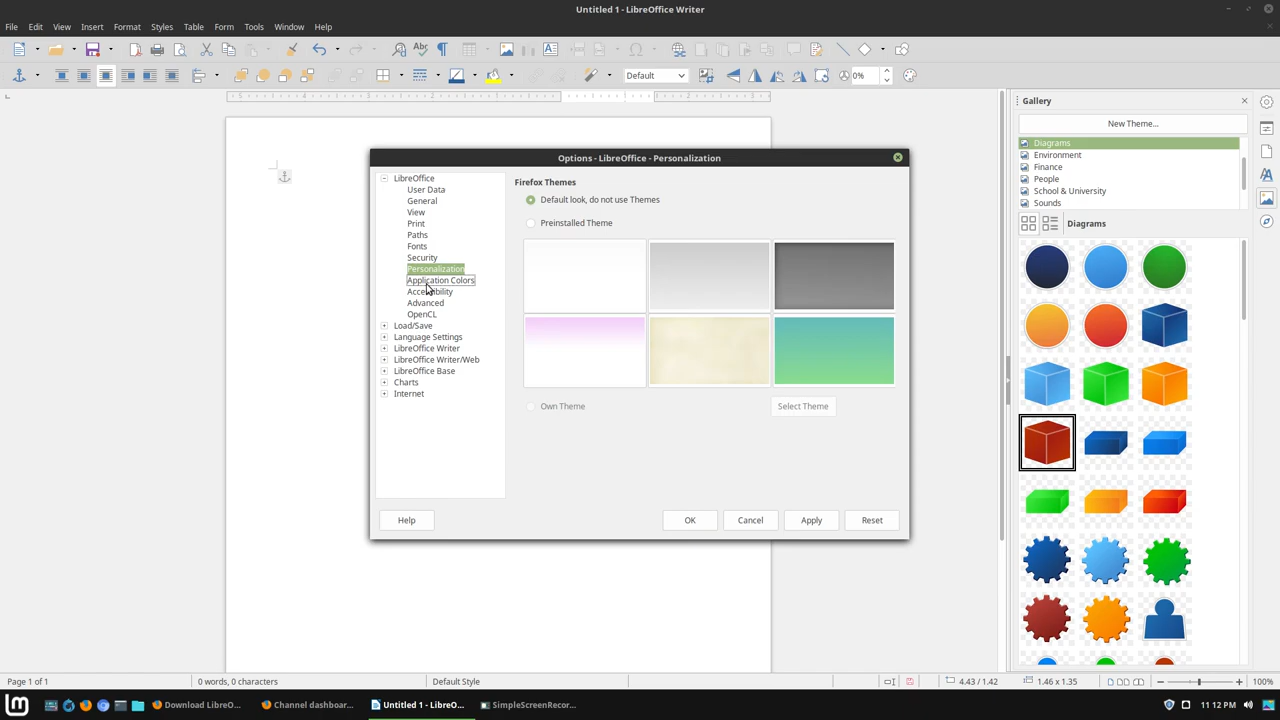 Untitled 1 - LibreOffice Writer
File Edit View Insert Format Styles Table Form Tools Window Help
Default
0%
Gallery
New Theme...
Diagrams
Environment
Finance
People
School & University
Sounds
Diagrams
Options - LibreOffice - Personalization
LibreOffice
User Data
General
View
Print
Paths
Fonts
Security
Personalization
Application Colors
Accessibility
Advanced
OpenCL
Load/Save
Language Settings
LibreOffice Writer
LibreOffice Writer/Web
LibreOffice Base
Charts
Internet
Firefox Themes
Default look, do not use Themes
Preinstalled Theme
Own Theme
Select Theme
Help
OK
Cancel
Apply
Reset
Page 1 of 1
0 words, 0 characters
Default Style
4.43 / 1.42
1.46 x 1.35
100%
Download LibreO...
Channel dashboar...
Untitled 1 - LibreO...
SimpleScreenRecor...
11:12 PM